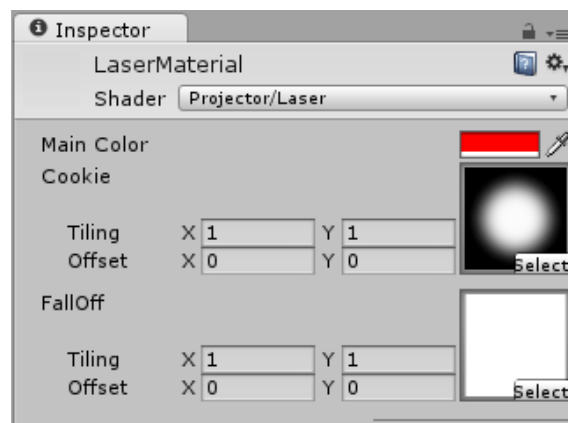 Inspector
LaserMaterial
Shader Projector/Laser
Main Color
Cookie
Tiling X 1 Y 1
Offset X 0 Y 0
Select
FallOff
Tiling X 1 Y 1
Offset X 0 Y 0
Select